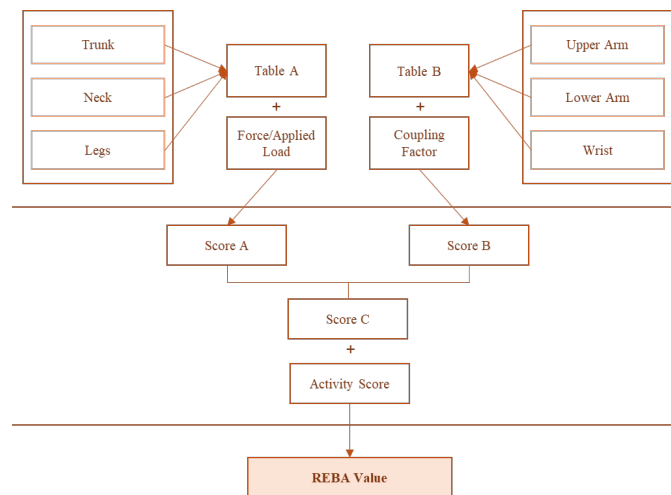 Trunk
Neck
Legs
Table A
+
Force/Applied
Load
Table B
+
Coupling
Factor
Upper Arm
Lower Arm
Wrist
Score A
Score B
Score C
+
Activity Score
REBA Value